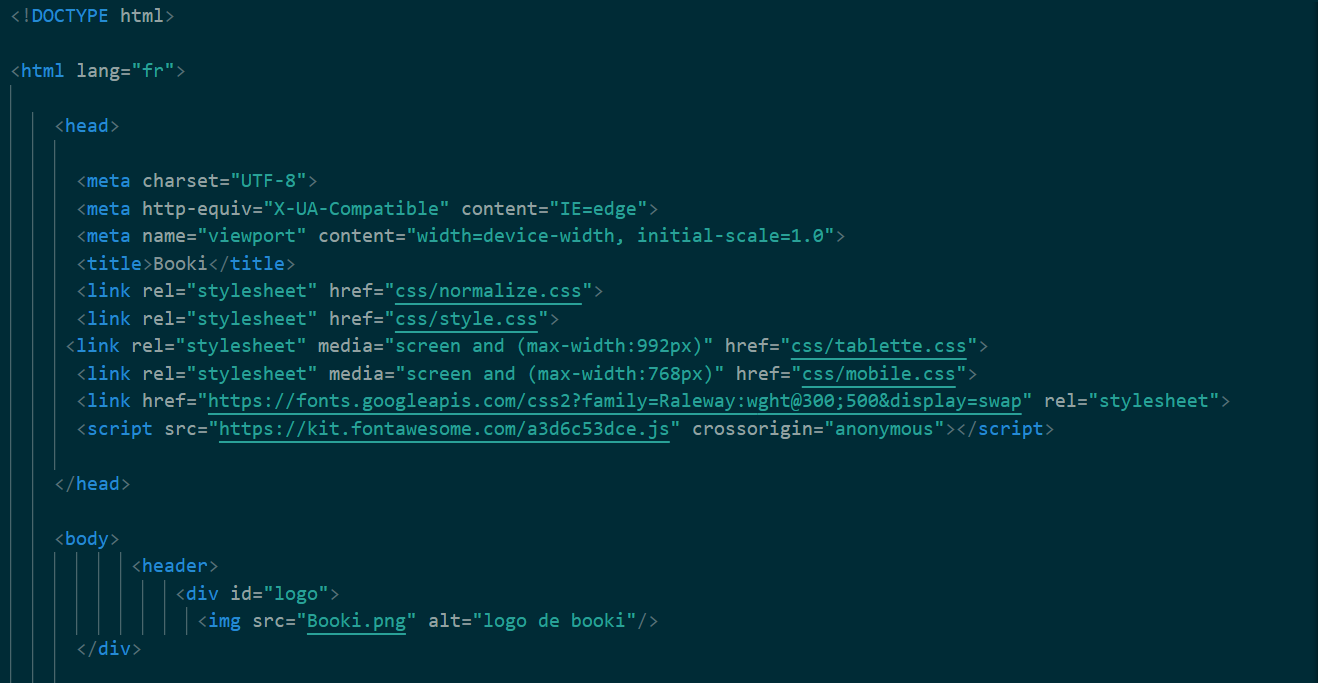 <!DOCTYPE html>
<html lang="fr">
<head>
<meta charset="UTF-8">
<meta http-equiv="X-UA-Compatible" content="IE=edge">
<meta name="viewport" content="width=device-width, initial-scale=1.0">
<title>Booki</title>
<link rel="stylesheet" href="css/normalize.css">
<link rel="stylesheet" href="css/style.css">
<link rel="stylesheet" media="screen and (max-width:992px)" href="css/tablette.css">
<link rel="stylesheet" media="screen and (max-width:768px)" href="css/mobile.css">
<link href="https://fonts.googleapis.com/css2?family=Raleway:wght@300;500&display=swap" rel="stylesheet">
<script src="https://kit.fontawesome.com/a3d6c53dce.js" crossorigin="anonymous"></script>
</head>
<body>
<header>
<div id="logo">
<img src="Booki.png" alt="logo de booki"/>
</div>